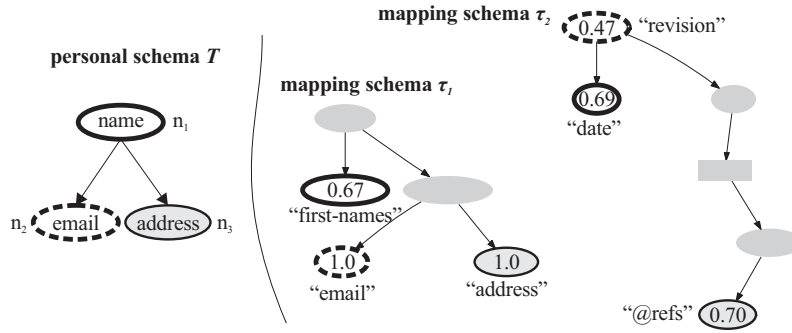 mapping schema τ₂
0.47 “revision”
personal schema T
mapping schema τ₁
0.69
“date”
name n₁
0.67
“first-names”
n₂ email address n₃
1.0 1.0
“email” “address”
“@refs” 0.70